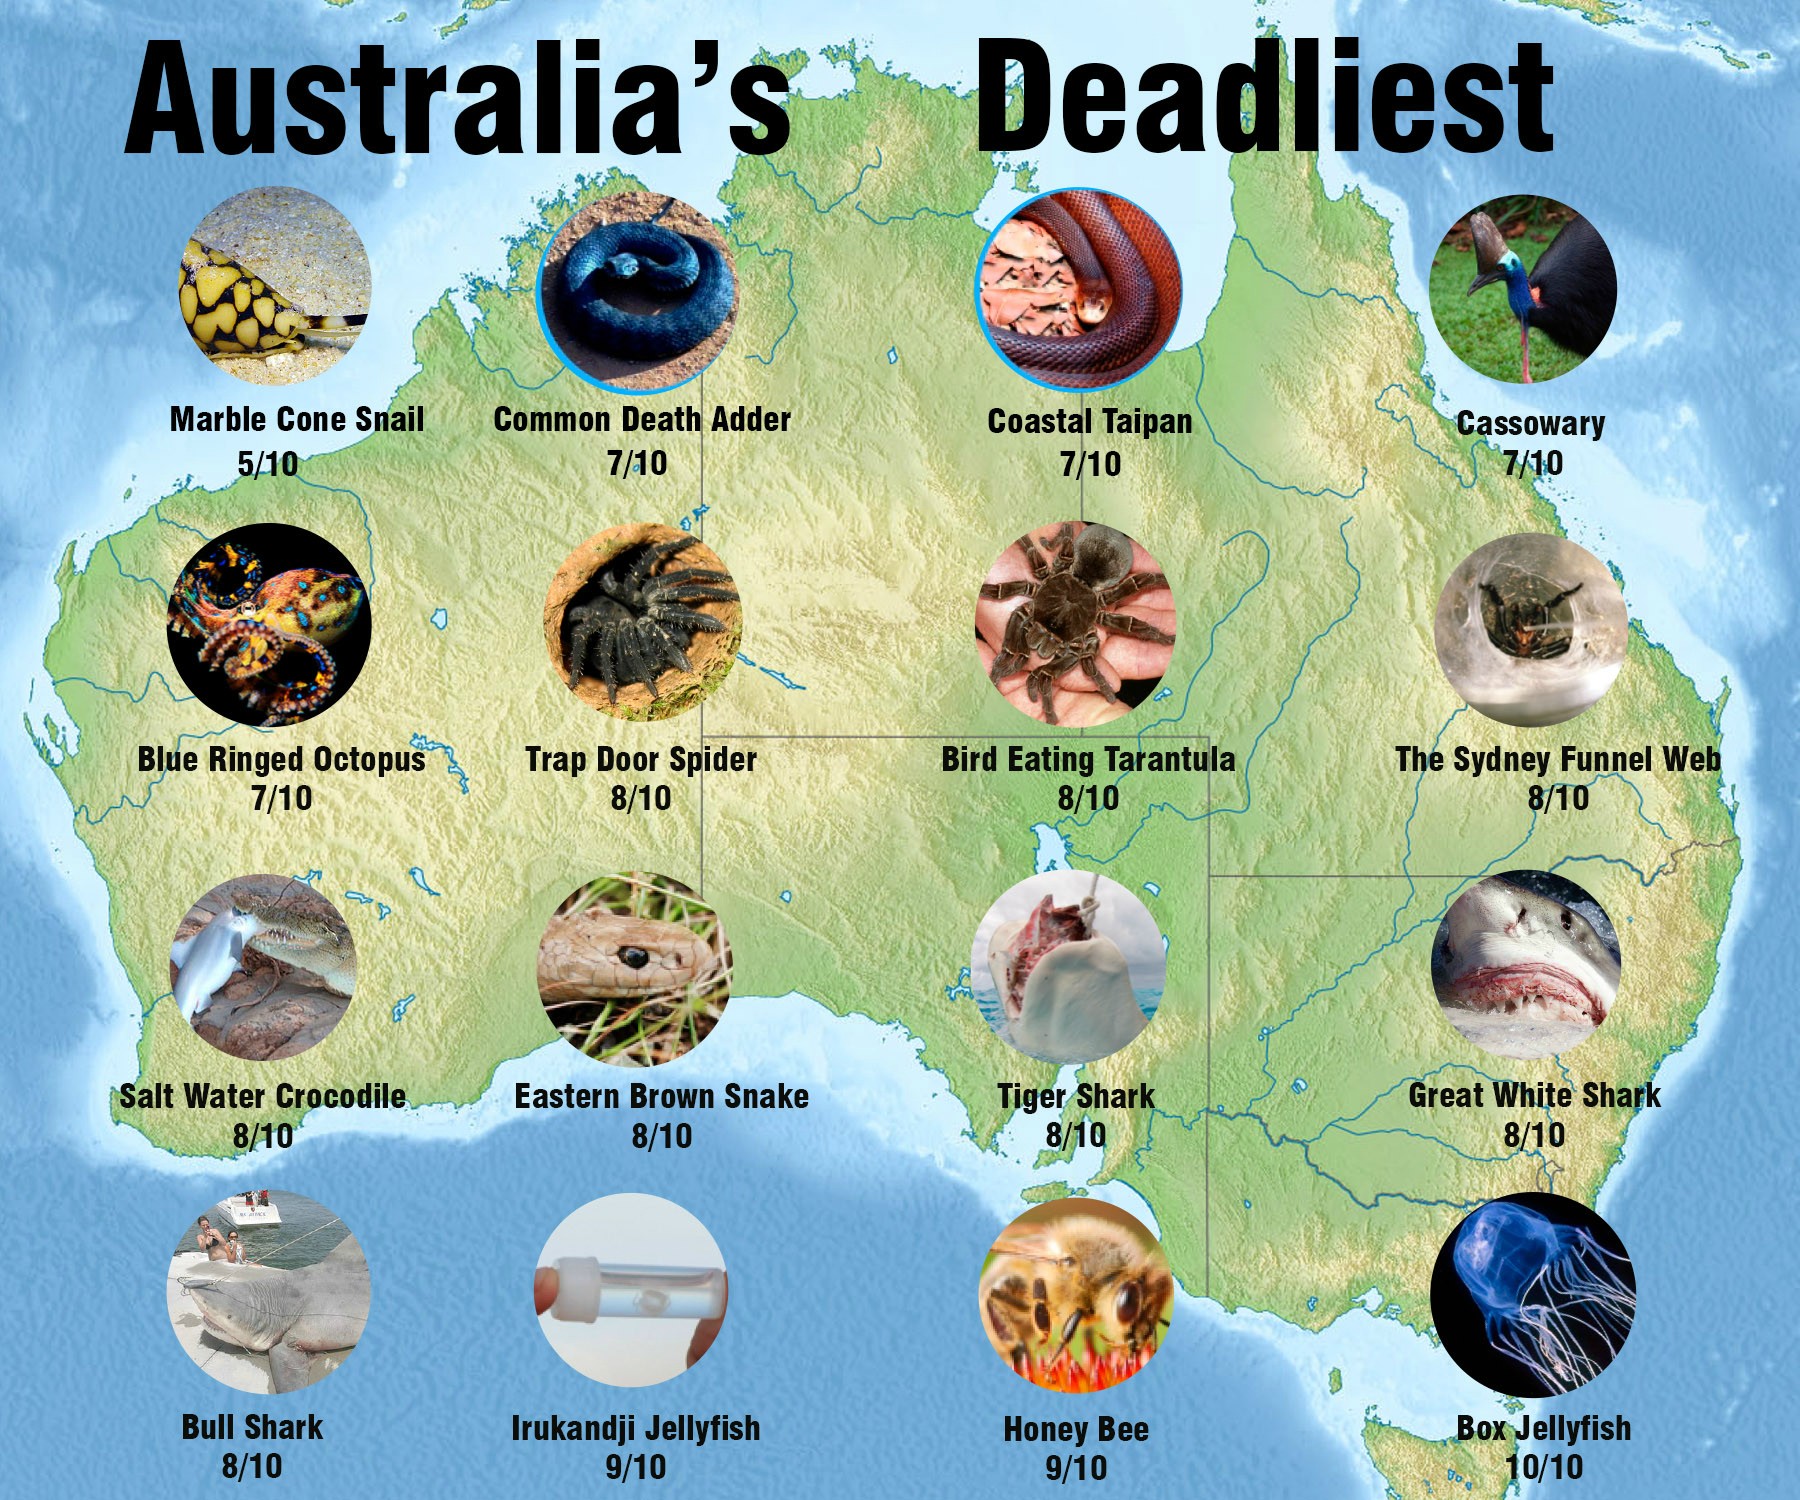 Australia's Deadliest
Marble Cone Snail
5/10
Common Death Adder
7/10
Coastal Taipan
7/10
Cassowary
7/10
Blue Ringed Octopus
7/10
Trap Door Spider
8/10
Bird Eating Tarantula
8/10
The Sydney Funnel Web
8/10
Salt Water Crocodile
8/10
Eastern Brown Snake
8/10
Tiger Shark
8/10
Great White Shark
8/10
Bull Shark
8/10
Irukandji Jellyfish
9/10
Honey Bee
9/10
Box Jellyfish
10/10